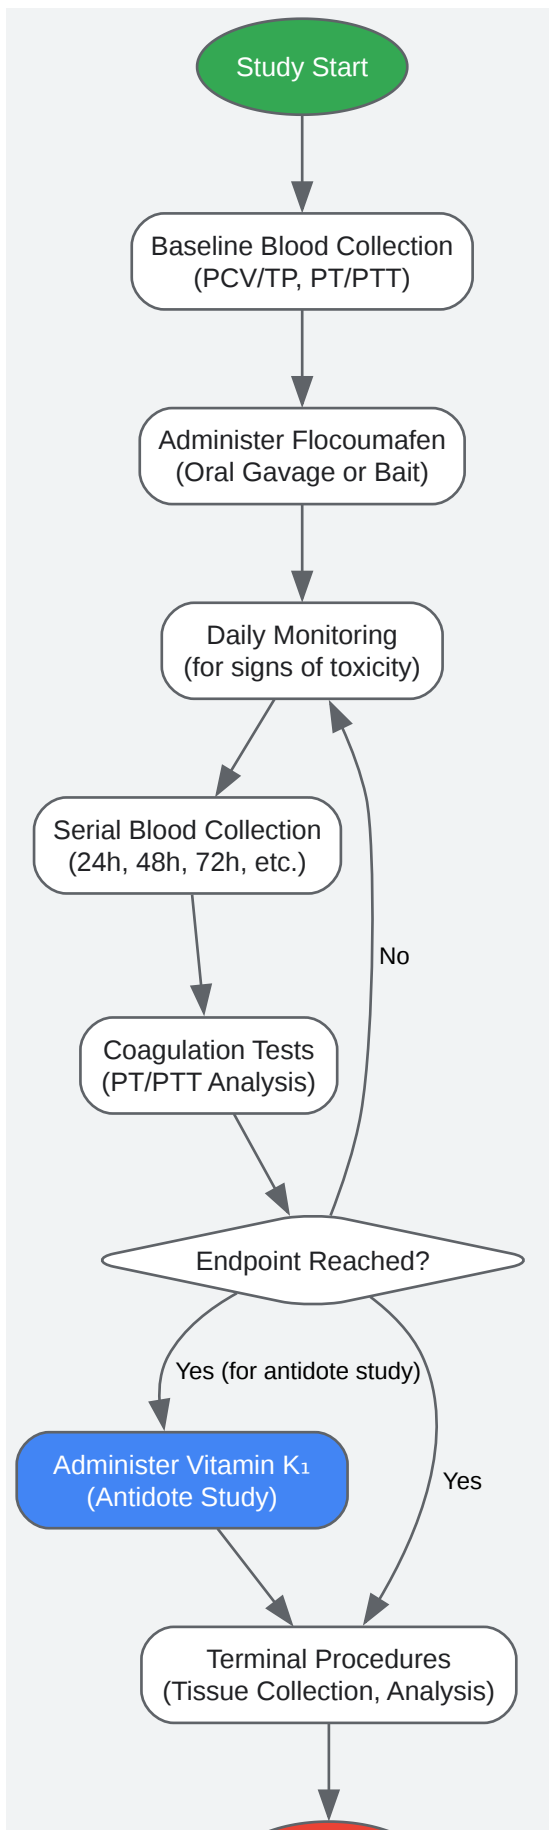 Study Start
Baseline Blood Collection
(PCV/TP, PT/PTT)
Administer Flocoumafen
(Oral Gavage or Bait)
Daily Monitoring
(for signs of toxicity)
Serial Blood Collection
(24h, 48h, 72h, etc.)
No
Coagulation Tests
(PT/PTT Analysis)
Endpoint Reached?
Yes (for antidote study)
Administer Vitamin K₁
(Antidote Study)
Yes
Terminal Procedures
(Tissue Collection, Analysis)